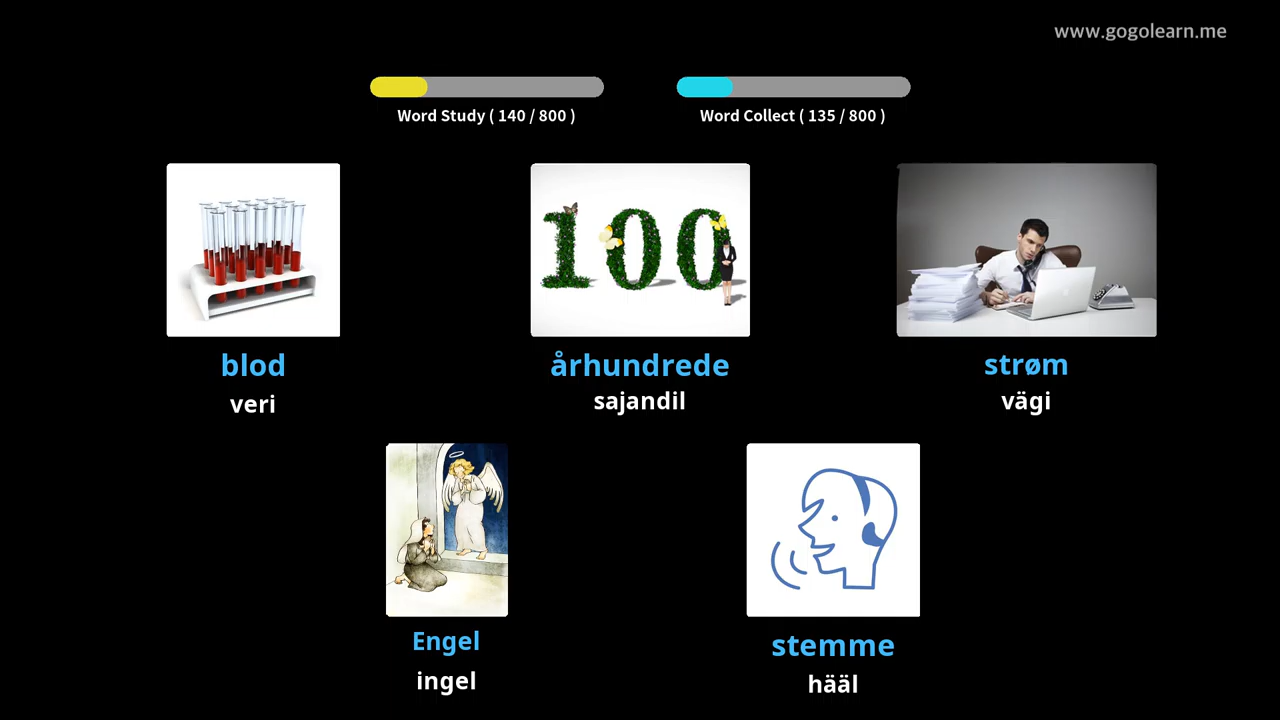 www.gogolearn.me
Word Study ( 140 / 800 )
Word Collect ( 135 / 800 )
100
blod
veri
århundrede
sajandil
strøm
vägi
Engel
ingel
stemme
hääl